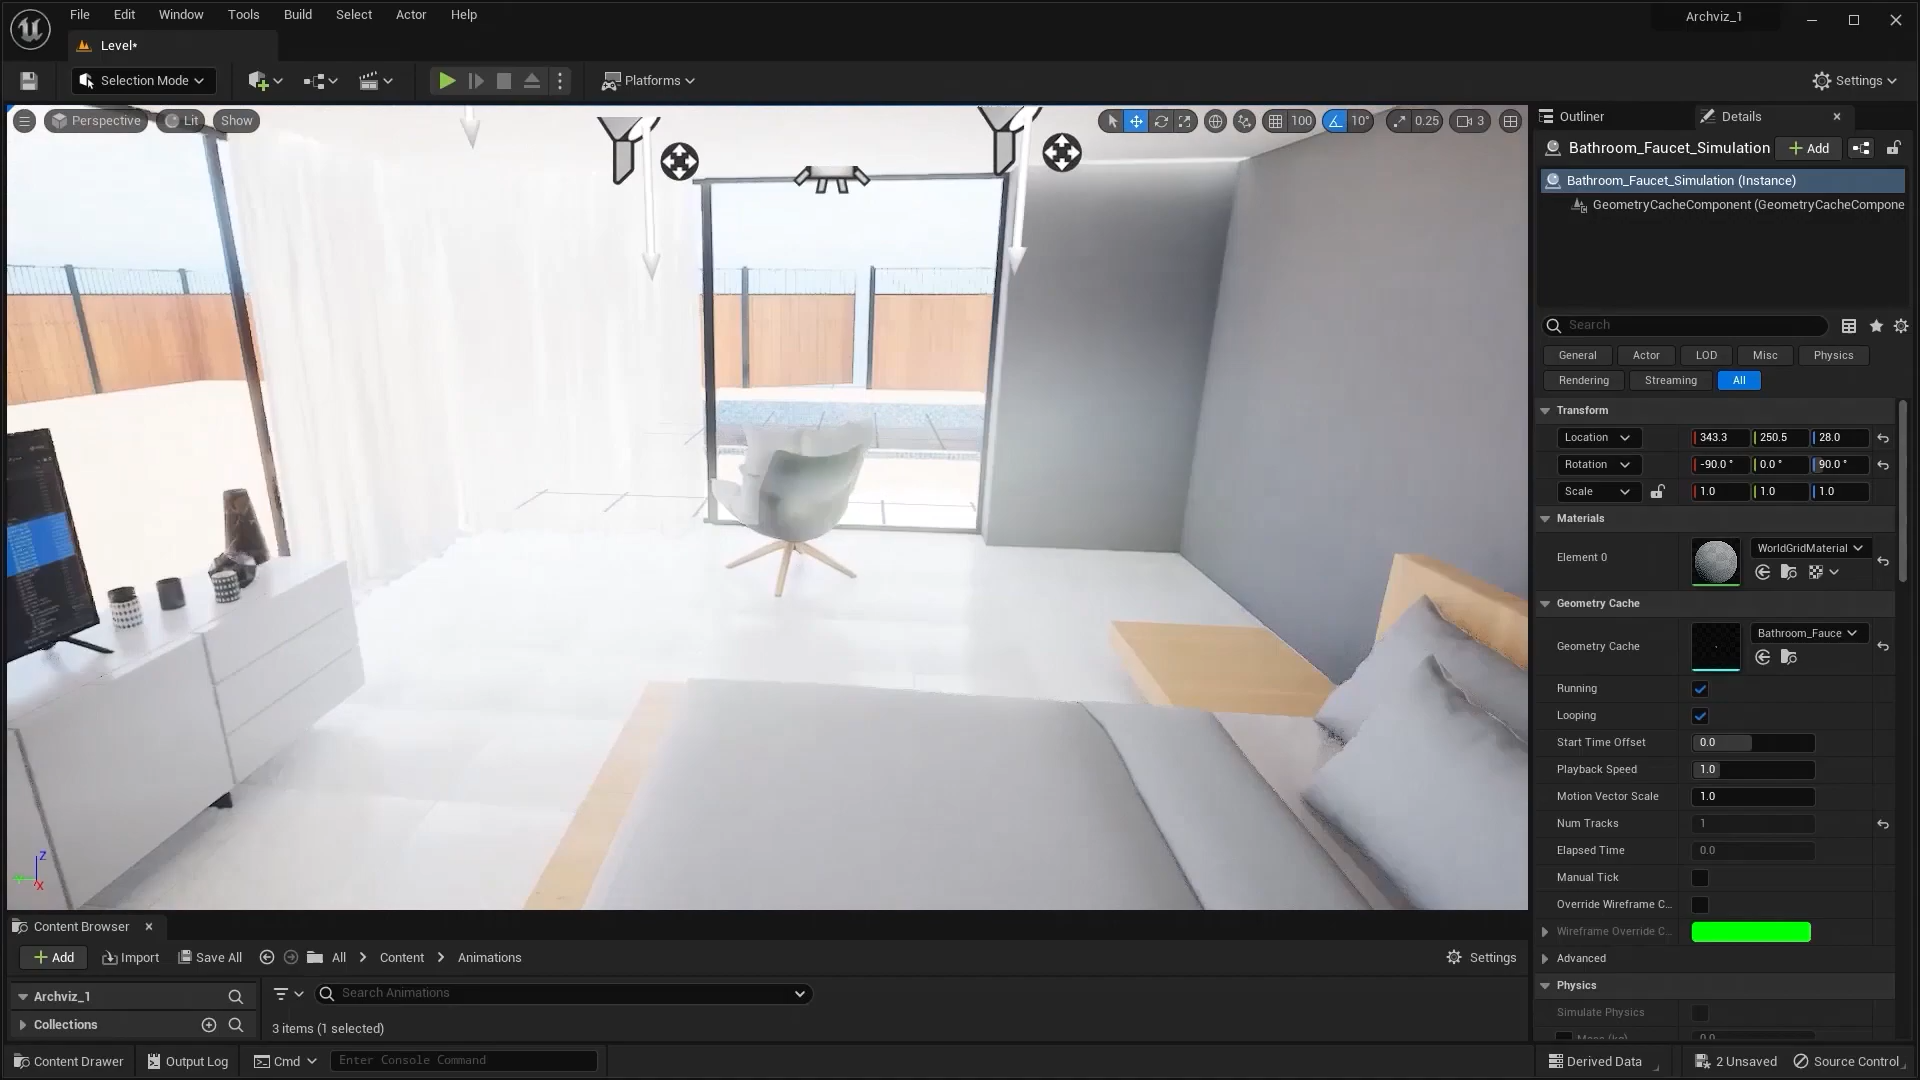 File Edit Window Tools Build Select Actor Help
Archviz_1
Level*
Selection Mode
Platforms
Settings
Perspective Lit Show
100 10° 0.25 3
Outliner Details
Bathroom_Faucet_Simulation Add
Bathroom_Faucet_Simulation (Instance)
GeometryCacheComponent (GeometryCacheCompone
Search
General Actor LOD Misc Physics
Rendering Streaming All
Transform
Location 343.3 250.5 28.0
Rotation -90.0 ° 0.0 ° 90.0 °
Scale 1.0 1.0 1.0
Materials
Element 0 WorldGridMaterial
Geometry Cache
Geometry Cache Bathroom_Fauce
Running
Looping
Start Time Offset 0.0
Playback Speed 1.0
Motion Vector Scale 1.0
Num Tracks 1
Elapsed Time 0.0
Manual Tick
Override Wireframe C...
Wireframe Override C...
Advanced
Physics
Simulate Physics
Content Browser
Add Import Save All All Content Animations Settings
Archviz_1
Search Animations
Collections
3 items (1 selected)
Content Drawer Output Log Cmd Enter Console Command
Derived Data 2 Unsaved Source Control